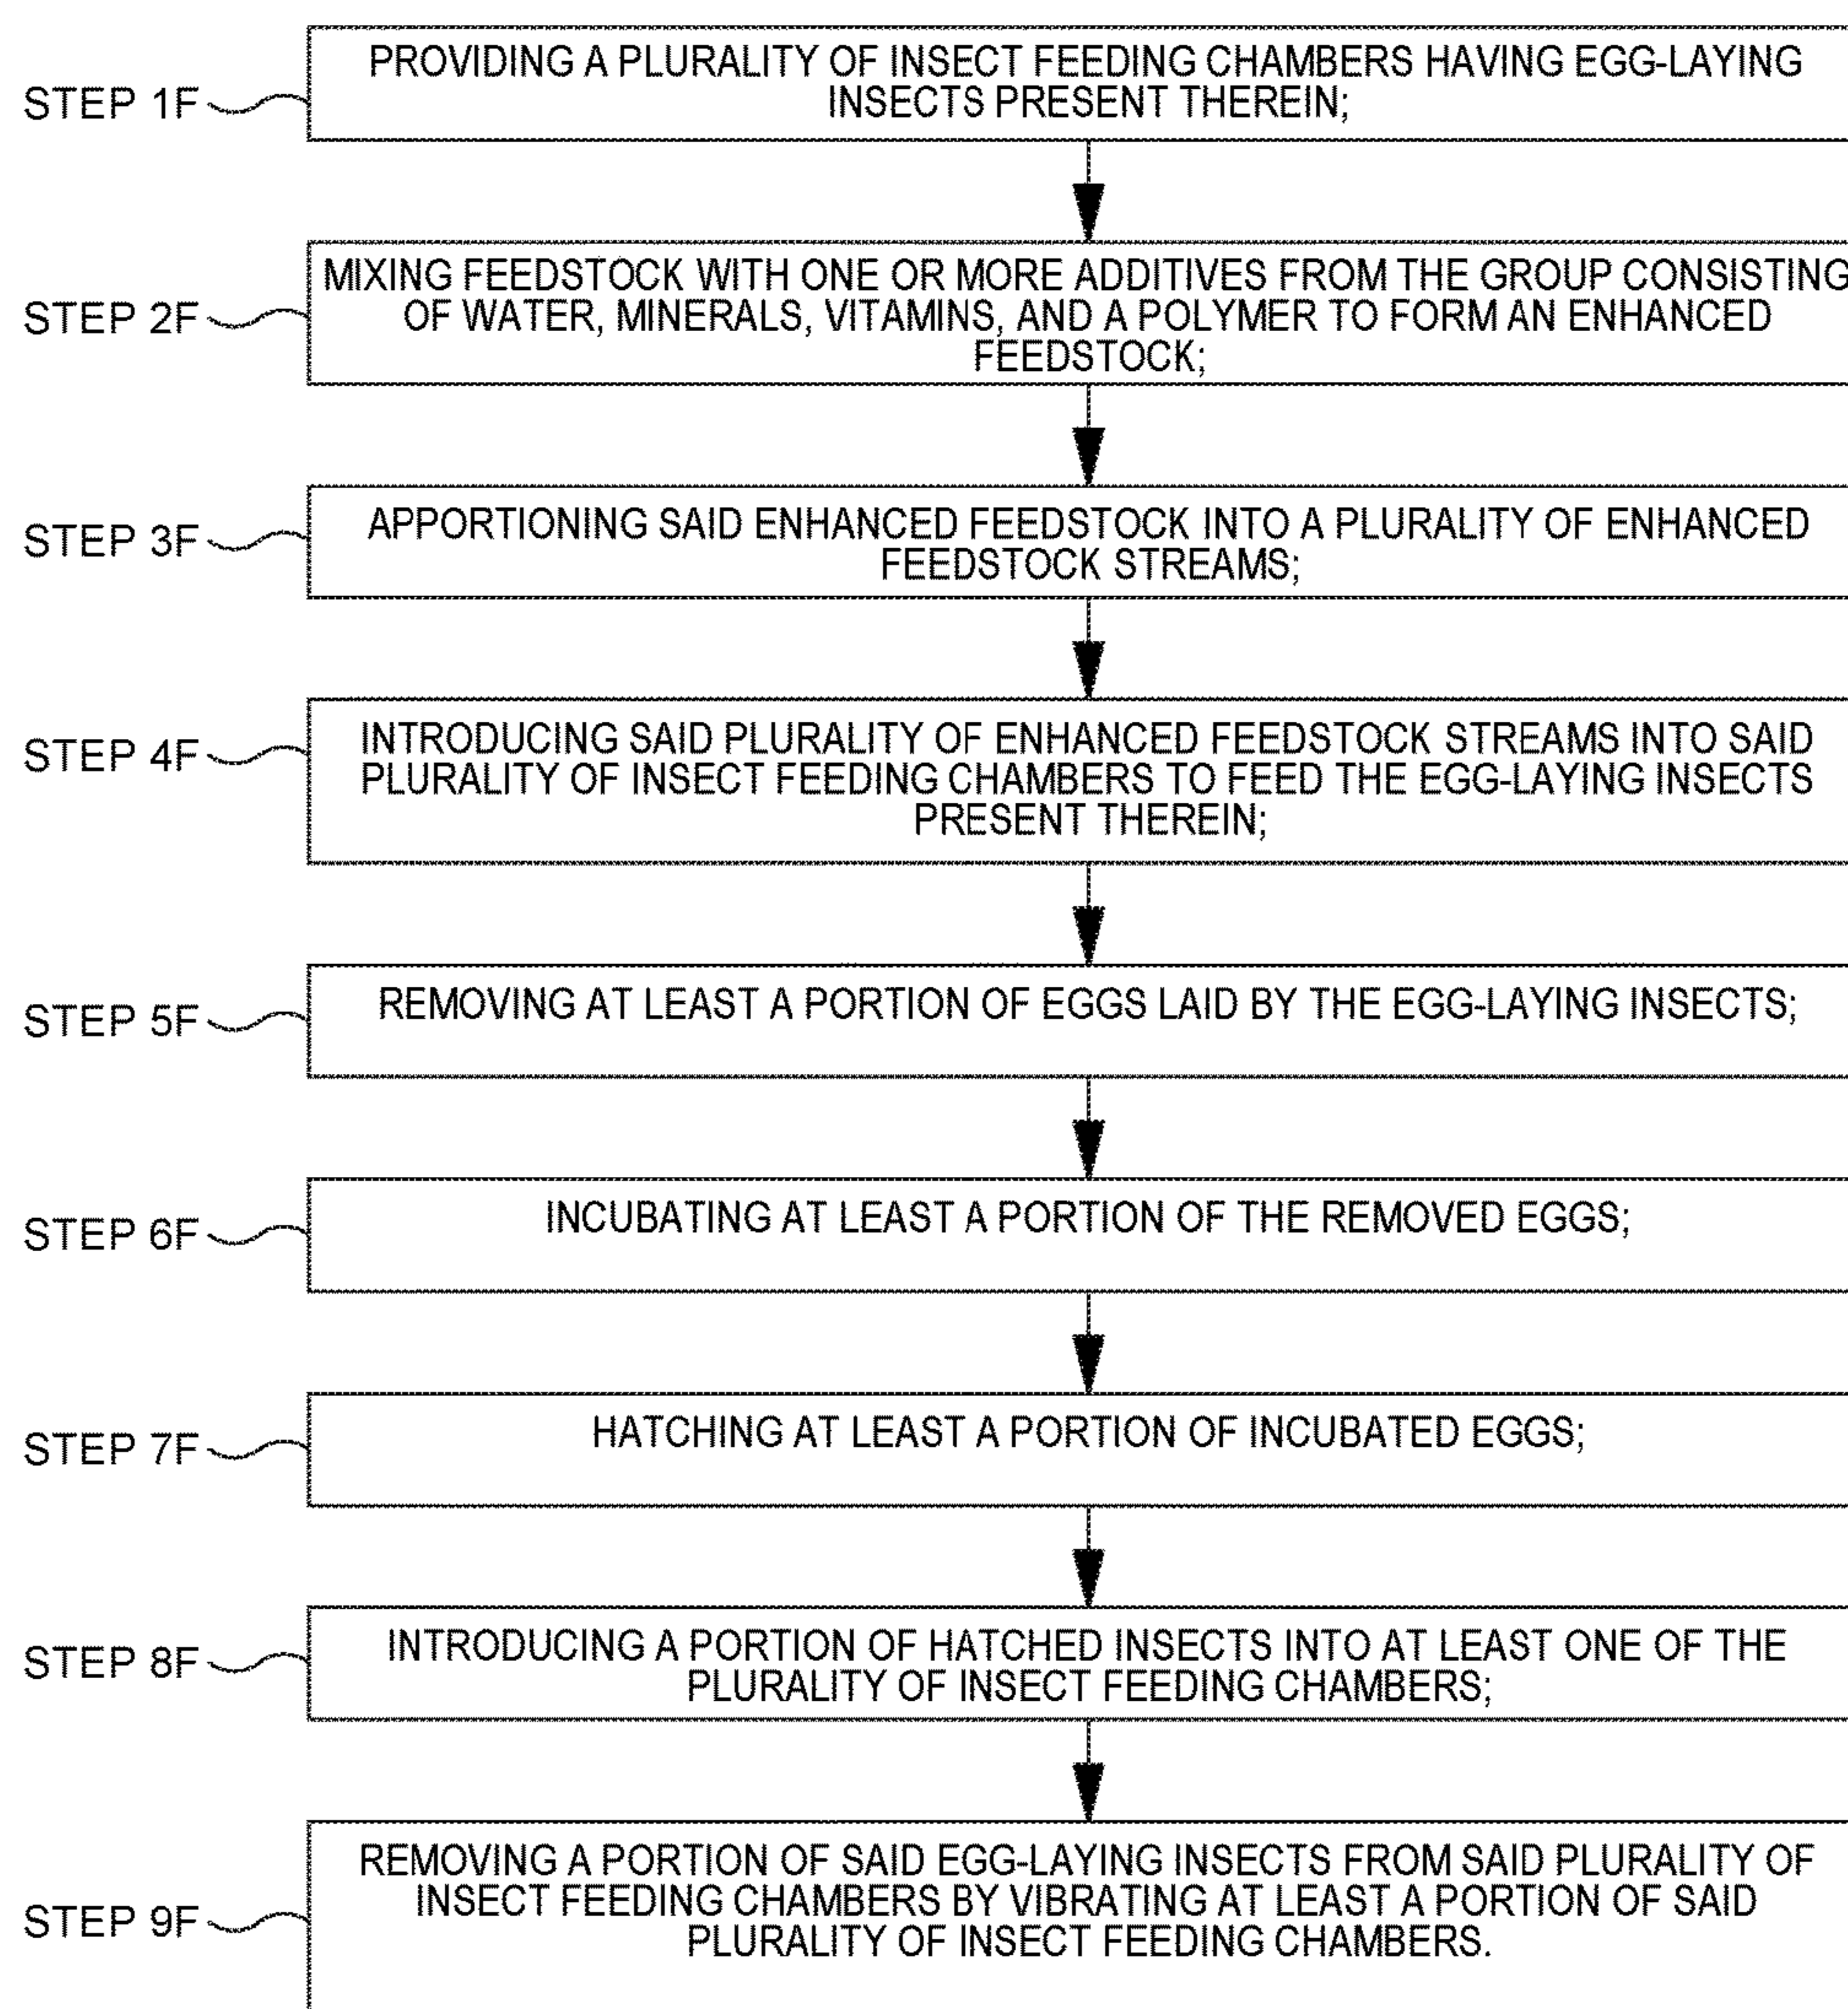 STEP 1F
PROVIDING A PLURALITY OF INSECT FEEDING CHAMBERS HAVING EGG-LAYING
INSECTS PRESENT THEREIN;
STEP 2F
MIXING FEEDSTOCK WITH ONE OR MORE ADDITIVES FROM THE GROUP CONSISTING
OF WATER, MINERALS, VITAMINS, AND A POLYMER TO FORM AN ENHANCED
FEEDSTOCK;
STEP 3F
APPORTIONING SAID ENHANCED FEEDSTOCK INTO A PLURALITY OF ENHANCED
FEEDSTOCK STREAMS;
STEP 4F
INTRODUCING SAID PLURALITY OF ENHANCED FEEDSTOCK STREAMS INTO SAID
PLURALITY OF INSECT FEEDING CHAMBERS TO FEED THE EGG-LAYING INSECTS
PRESENT THEREIN;
STEP 5F
REMOVING AT LEAST A PORTION OF EGGS LAID BY THE EGG-LAYING INSECTS;
STEP 6F
INCUBATING AT LEAST A PORTION OF THE REMOVED EGGS;
STEP 7F
HATCHING AT LEAST A PORTION OF INCUBATED EGGS;
STEP 8F
INTRODUCING A PORTION OF HATCHED INSECTS INTO AT LEAST ONE OF THE
PLURALITY OF INSECT FEEDING CHAMBERS;
STEP 9F
REMOVING A PORTION OF SAID EGG-LAYING INSECTS FROM SAID PLURALITY OF
INSECT FEEDING CHAMBERS BY VIBRATING AT LEAST A PORTION OF SAID
PLURALITY OF INSECT FEEDING CHAMBERS.